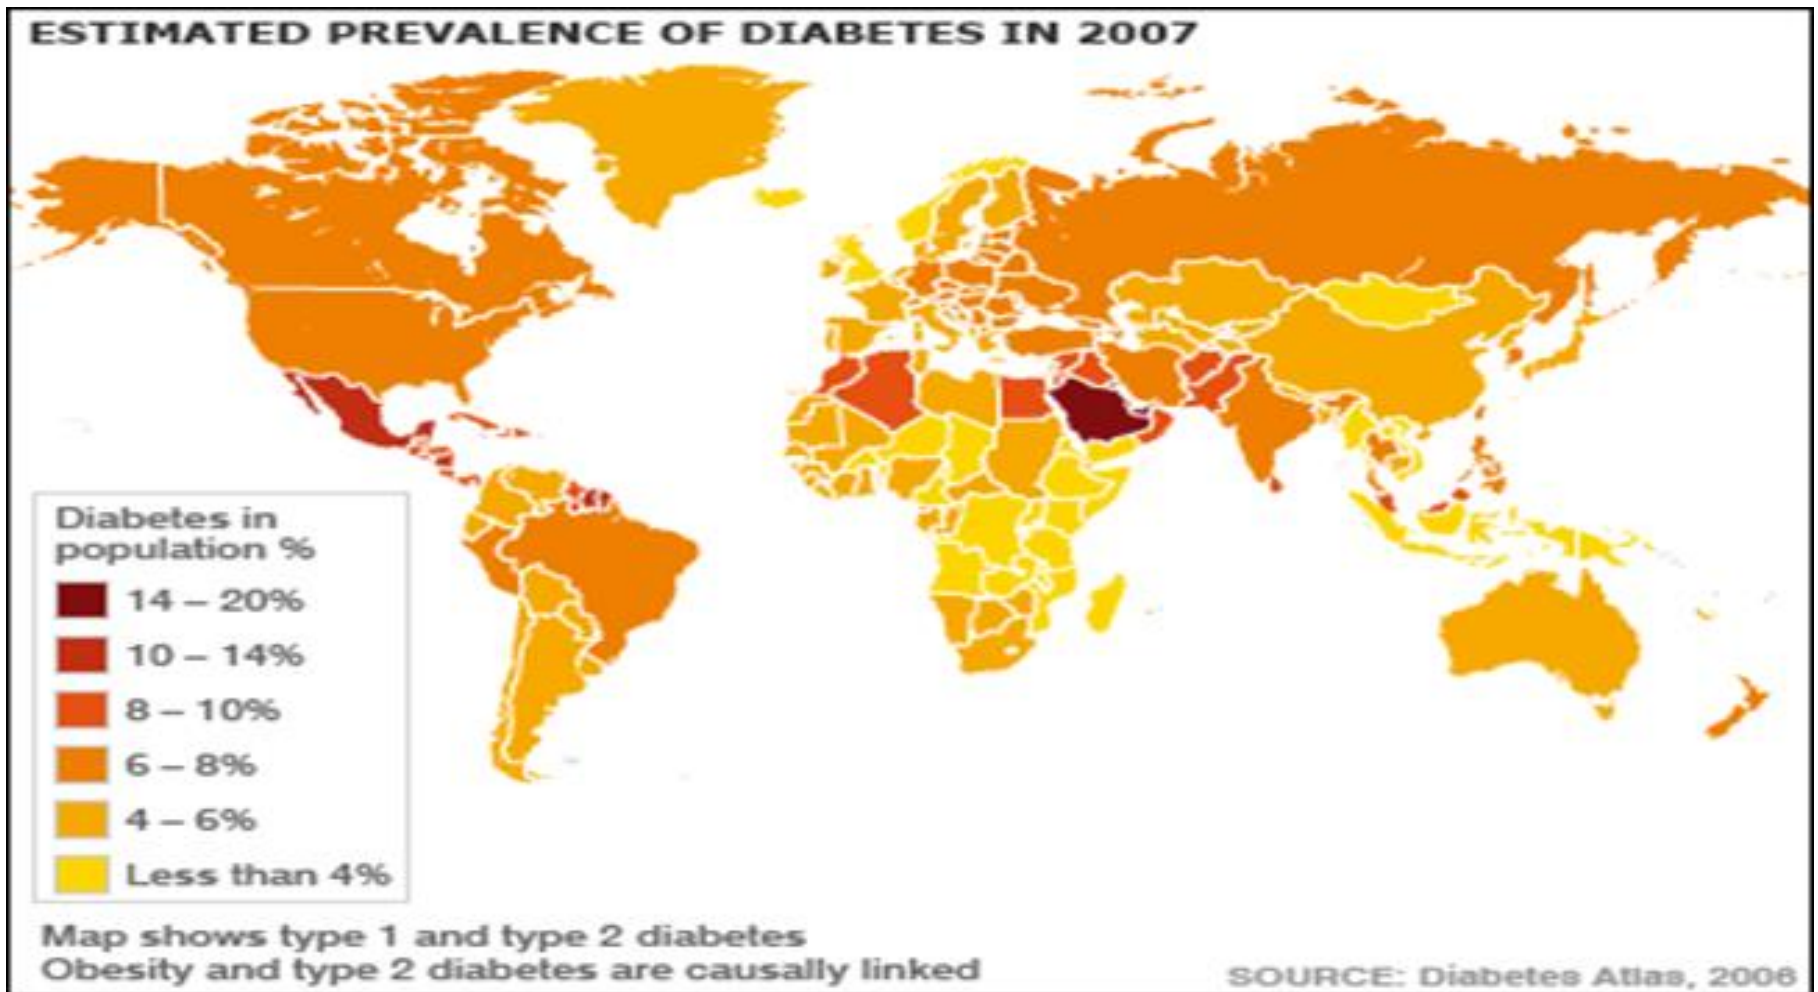 ESTIMATED PREVALENCE OF DIABETES IN 2007
Diabetes in
population %
14 – 20%
10 – 14%
8 – 10%
6 – 8%
4 – 6%
Less than 4%
Map shows type 1 and type 2 diabetes
Obesity and type 2 diabetes are causally linked
SOURCE: Diabetes Atlas, 2006